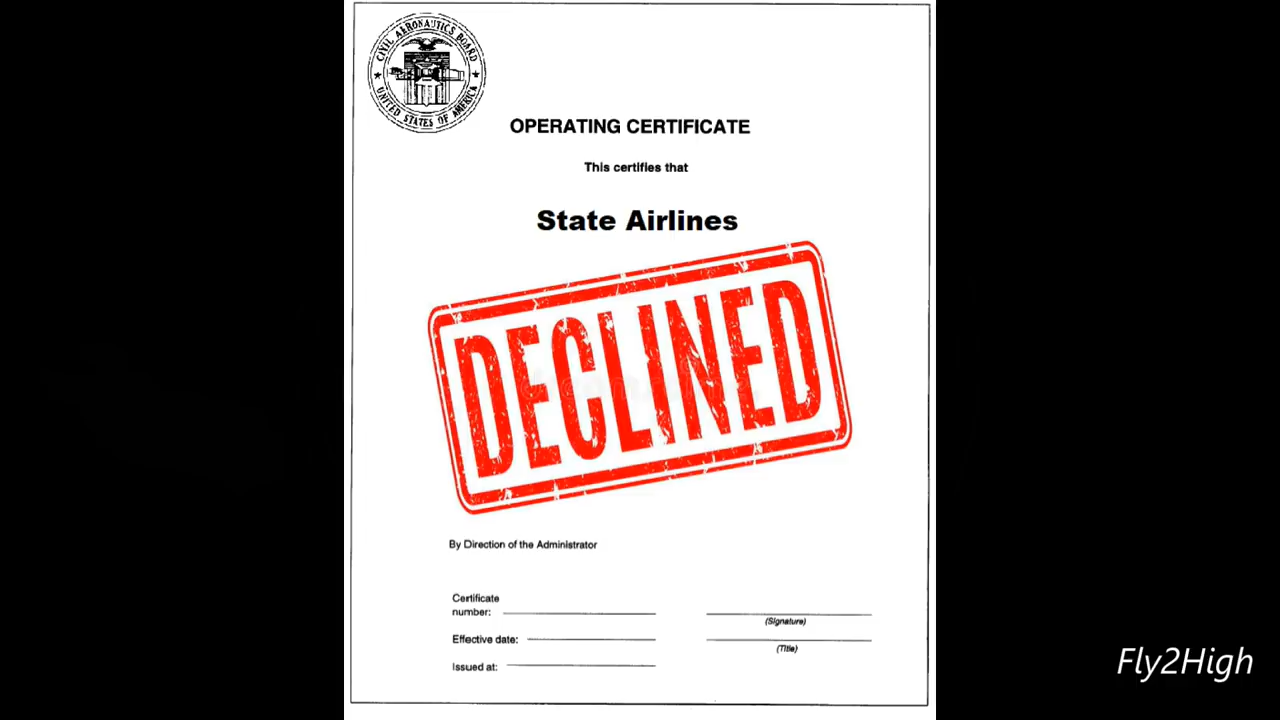 CIVIL AERONAUTICS BOARD
UNITED STATES OF AMERICA
OPERATING CERTIFICATE
This certifies that
State Airlines
DECLINED
By Direction of the Administrator
Certificate
number:
(Signature)
Effective date:
(Title)
Issued at:
Fly2High